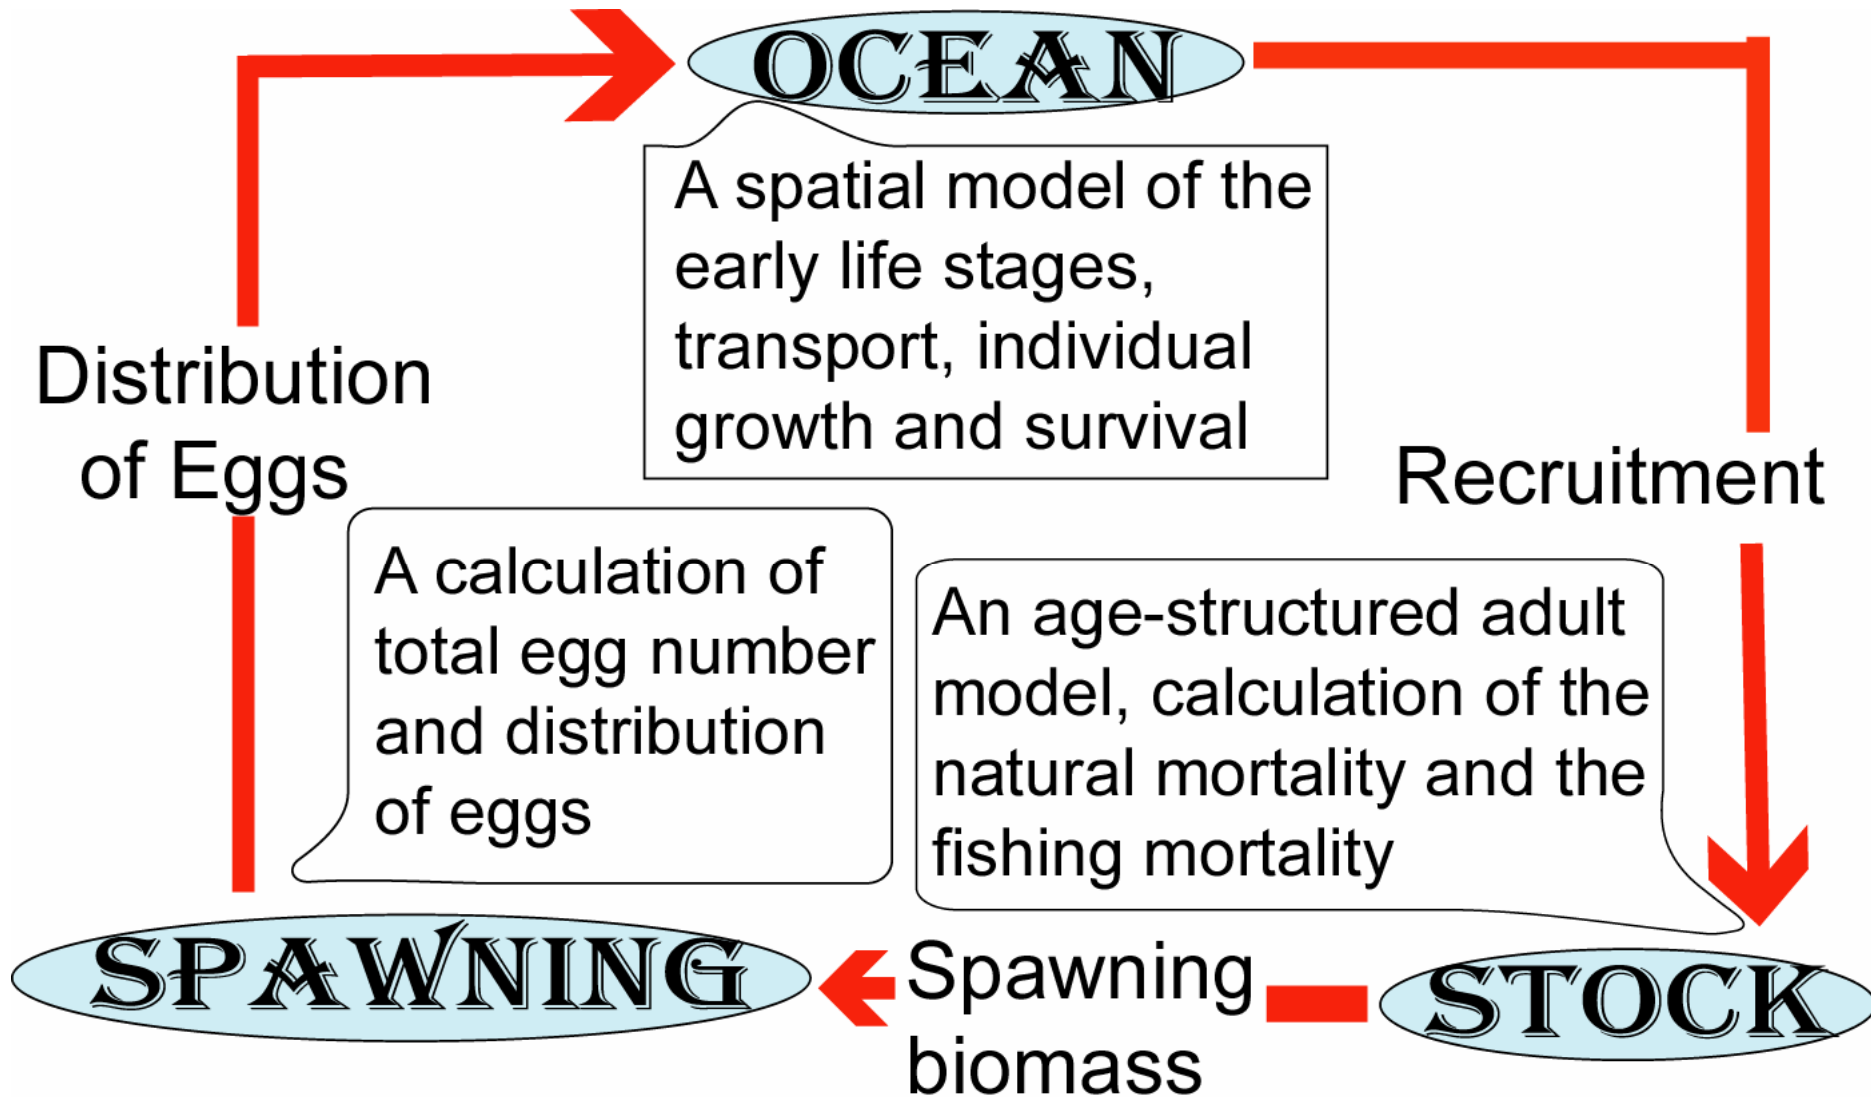 OCEAN
A spatial model of the
early life stages,
transport, individual
growth and survival
Distribution
of Eggs
Recruitment
A calculation of
total egg number
and distribution
of eggs
An age-structured adult
model, calculation of the
natural mortality and the
fishing mortality
SPAWNING
Spawning
biomass
STOCK